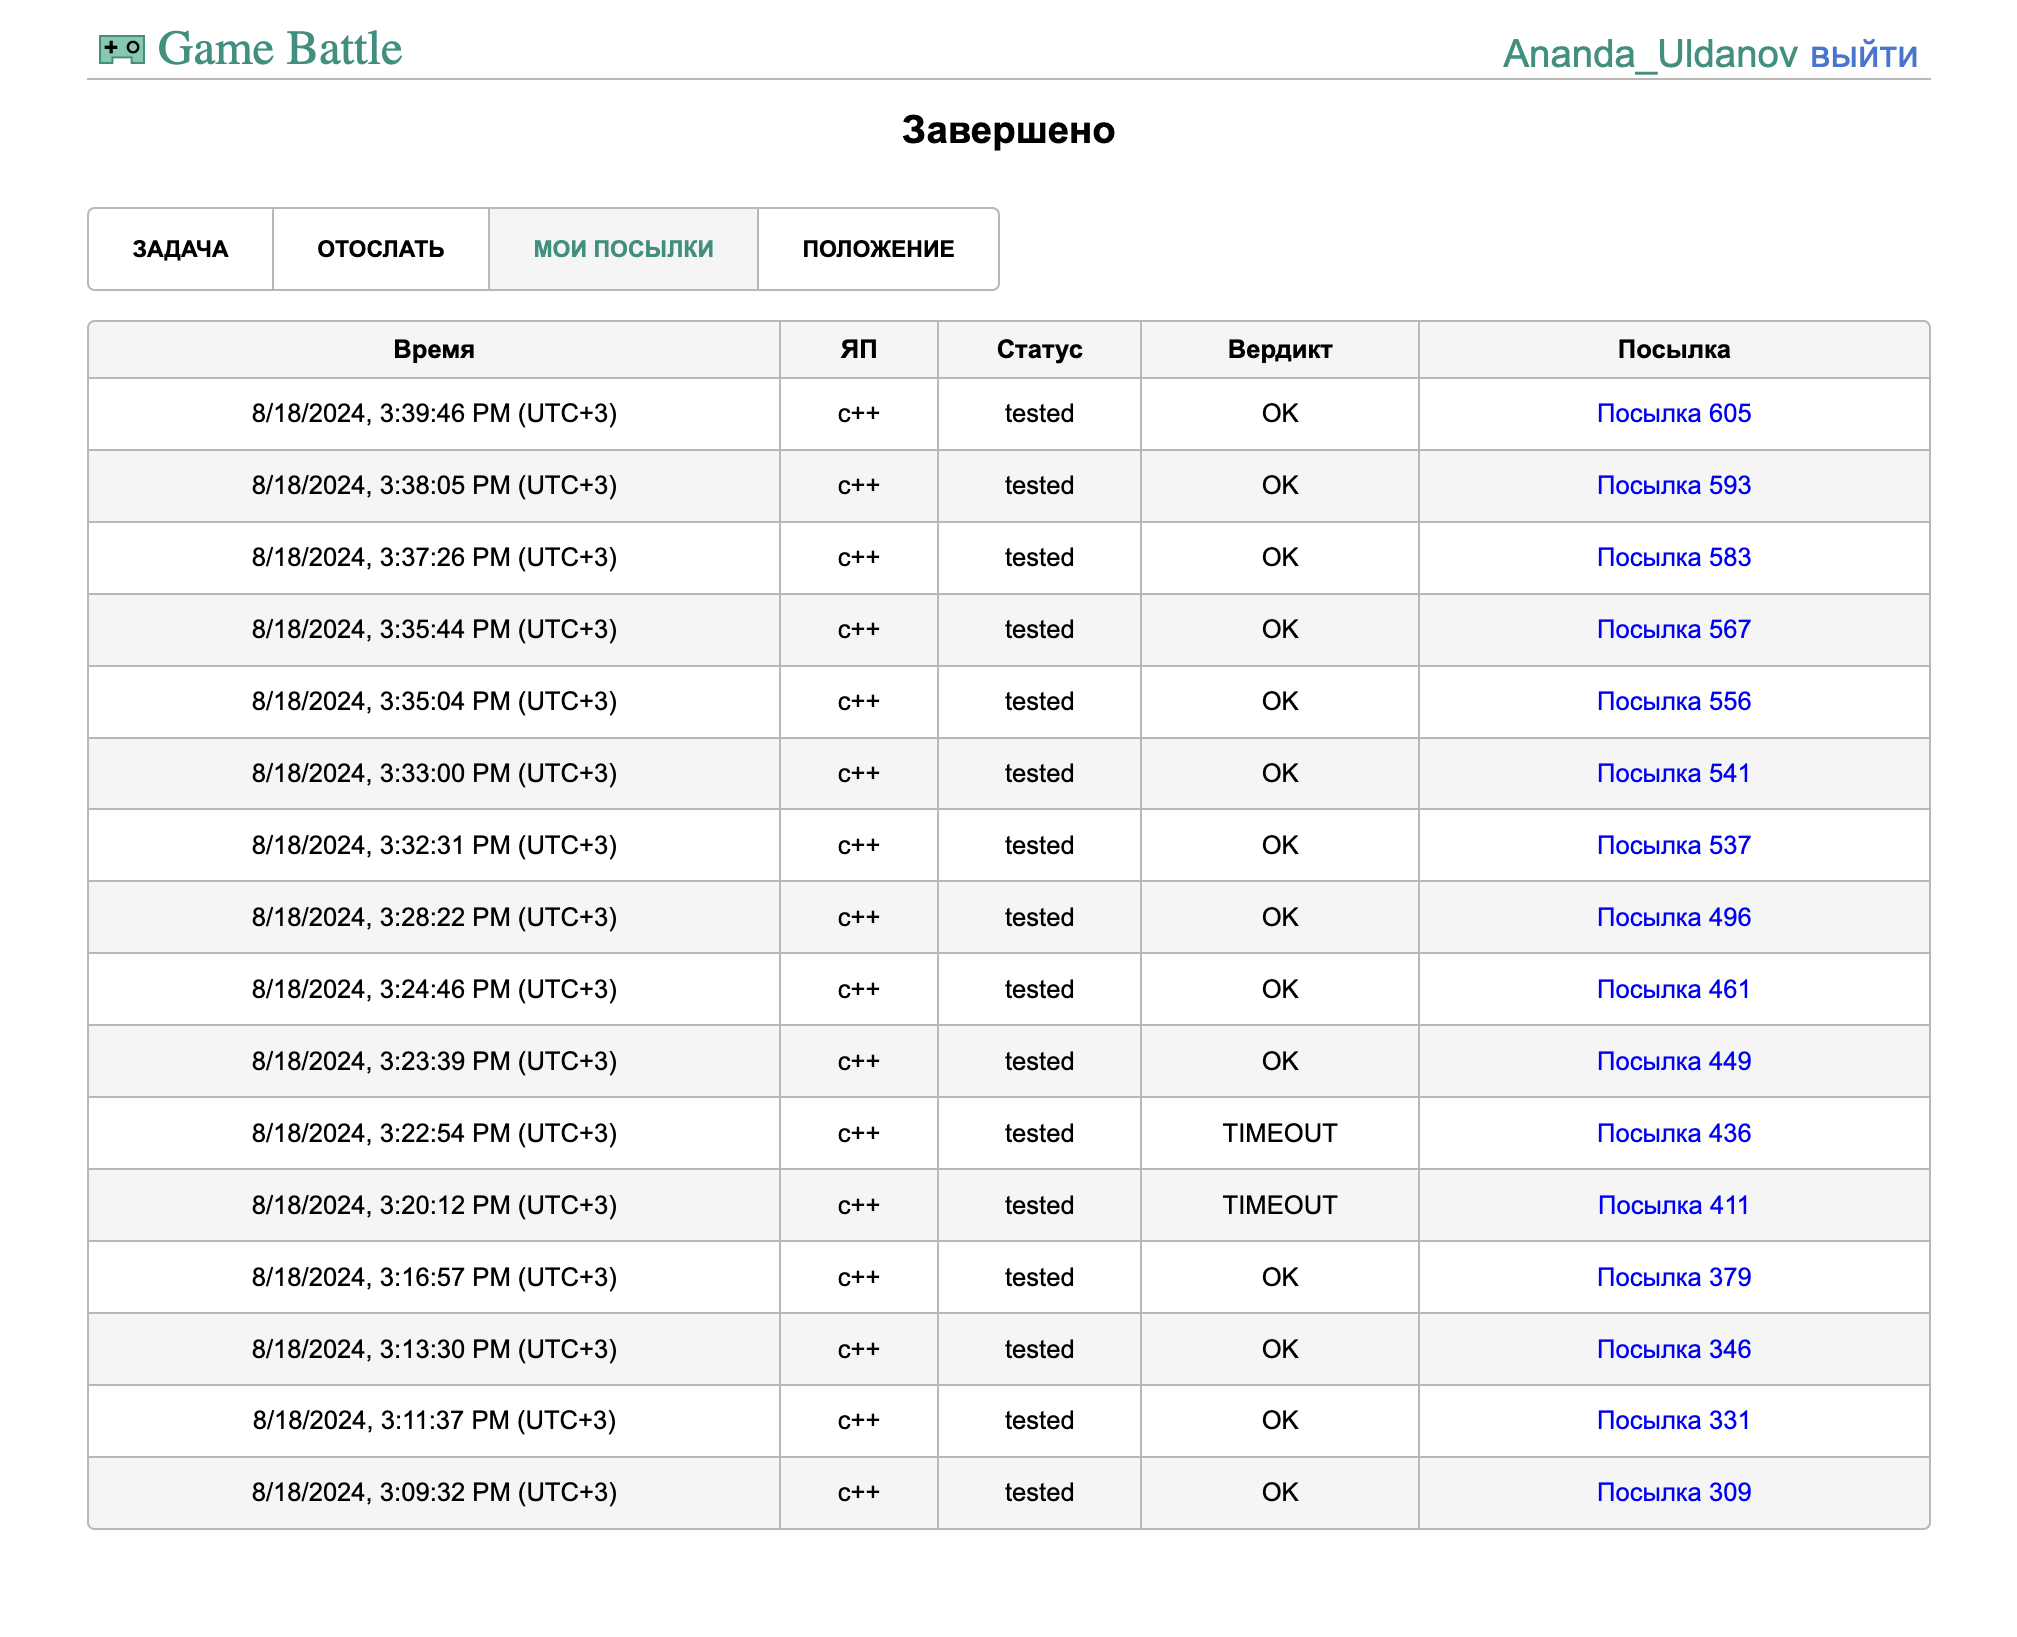 Game Battle
Ananda_Uldanov выйти
Завершено
ЗАДАЧА ОТОСЛАТЬ МОИ ПОСЫЛКИ ПОЛОЖЕНИЕ
Время ЯП Статус Вердикт Посылка
8/18/2024, 3:39:46 PM (UTC+3) c++ tested OK Посылка 605
8/18/2024, 3:38:05 PM (UTC+3) c++ tested OK Посылка 593
8/18/2024, 3:37:26 PM (UTC+3) c++ tested OK Посылка 583
8/18/2024, 3:35:44 PM (UTC+3) c++ tested OK Посылка 567
8/18/2024, 3:35:04 PM (UTC+3) c++ tested OK Посылка 556
8/18/2024, 3:33:00 PM (UTC+3) c++ tested OK Посылка 541
8/18/2024, 3:32:31 PM (UTC+3) c++ tested OK Посылка 537
8/18/2024, 3:28:22 PM (UTC+3) c++ tested OK Посылка 496
8/18/2024, 3:24:46 PM (UTC+3) c++ tested OK Посылка 461
8/18/2024, 3:23:39 PM (UTC+3) c++ tested OK Посылка 449
8/18/2024, 3:22:54 PM (UTC+3) c++ tested TIMEOUT Посылка 436
8/18/2024, 3:20:12 PM (UTC+3) c++ tested TIMEOUT Посылка 411
8/18/2024, 3:16:57 PM (UTC+3) c++ tested OK Посылка 379
8/18/2024, 3:13:30 PM (UTC+3) c++ tested OK Посылка 346
8/18/2024, 3:11:37 PM (UTC+3) c++ tested OK Посылка 331
8/18/2024, 3:09:32 PM (UTC+3) c++ tested OK Посылка 309